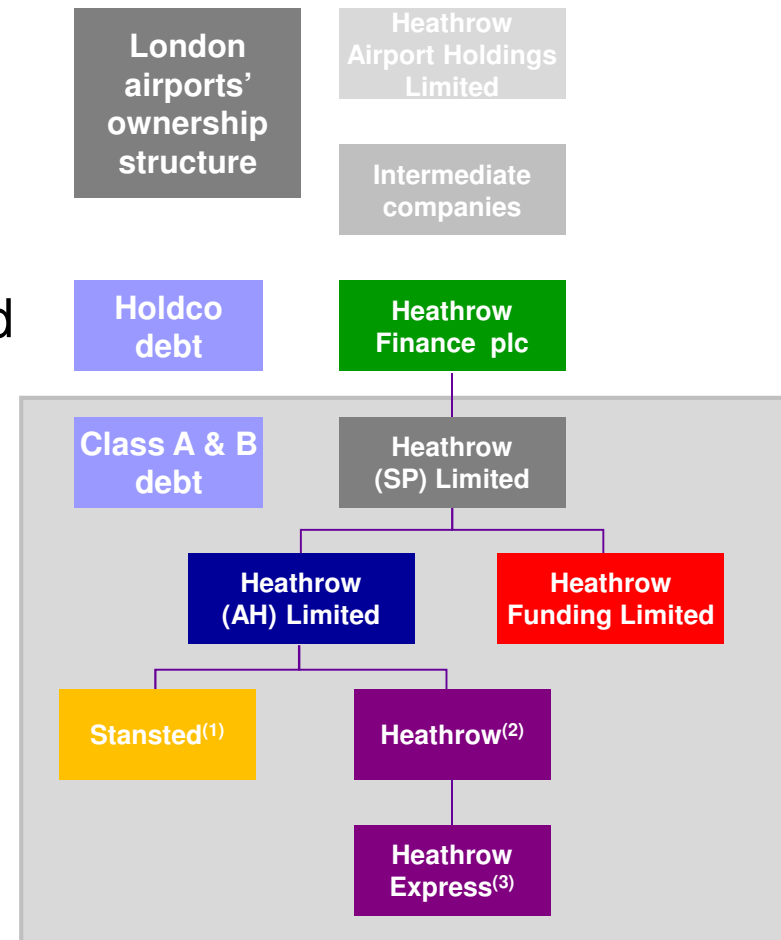 London
airports’
ownership
structure
Heathrow
Airport Holdings
Limited
Intermediate
companies
d
Holdco
debt
Heathrow
Finance plc
Class A & B
debt
Heathrow
(SP) Limited
Heathrow
(AH) Limited
Heathrow
Funding Limited
Stansted(1)
Heathrow(2)
Heathrow
Express(3)